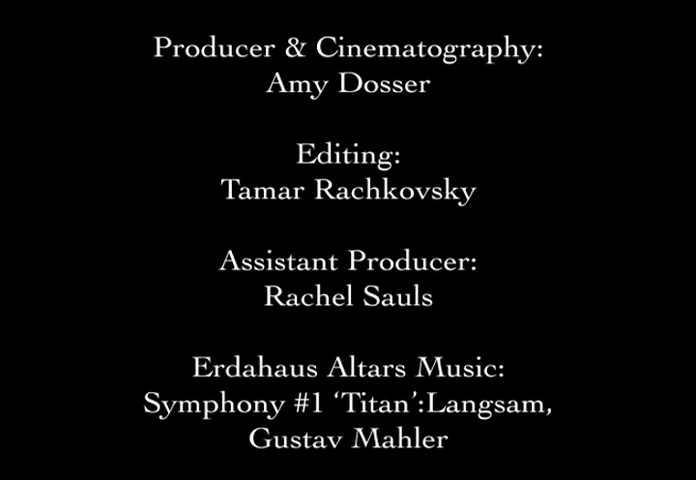 Producer & Cinematography:
Amy Dosser
Editing:
Tamar Rachkovsky
Assistant Producer:
Rachel Sauls
Erdahaus Altars Music:
Symphony #1 ‘Titan’:Langsam,
Gustav Mahler